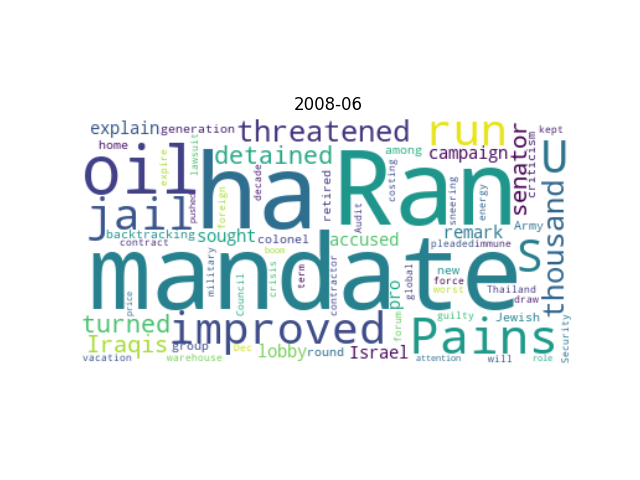 2008-06
explain generation threatened run kept
home lawsuit expire detained among campaign senator criticism U
oil ha Ran
decade retired costing sneering energy
jail pushed foreign Audit remark Army thousand
backtracking sought colonel accused pleaded immune S
contract military Council crisis boom term contractor global new force worst Thailand draw
mandate
price improved forum pro guilty Jewish Security
turned Pains
Iraqis group Dec lobby round Israel
vacation warehouse attention will role